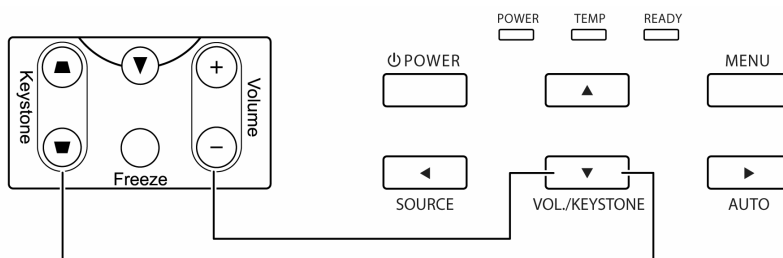 Keystone
Volume
Freeze
POWER TEMP READY
⏻ POWER MENU
SOURCE VOL./KEYSTONE AUTO